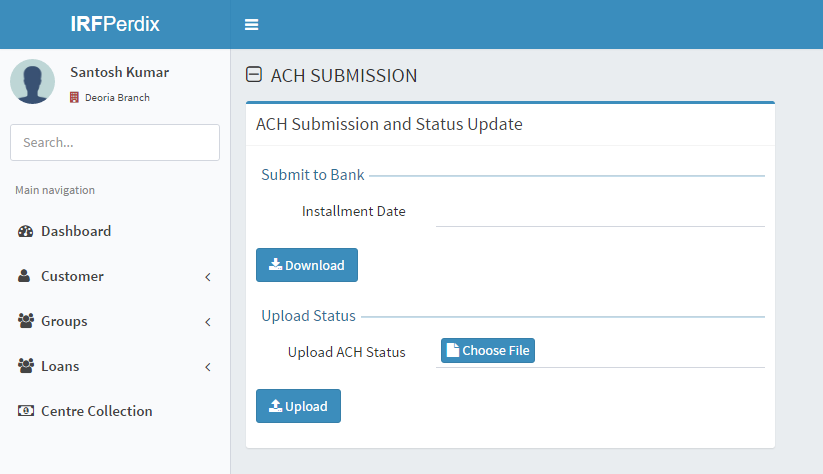 IRFPerdix
Santosh Kumar
Deoria Branch
Search...
Main navigation
Dashboard
Customer
Groups
Loans
Centre Collection
ACH SUBMISSION
ACH Submission and Status Update
Submit to Bank
Installment Date
Download
Upload Status
Upload ACH Status
Choose File
Upload